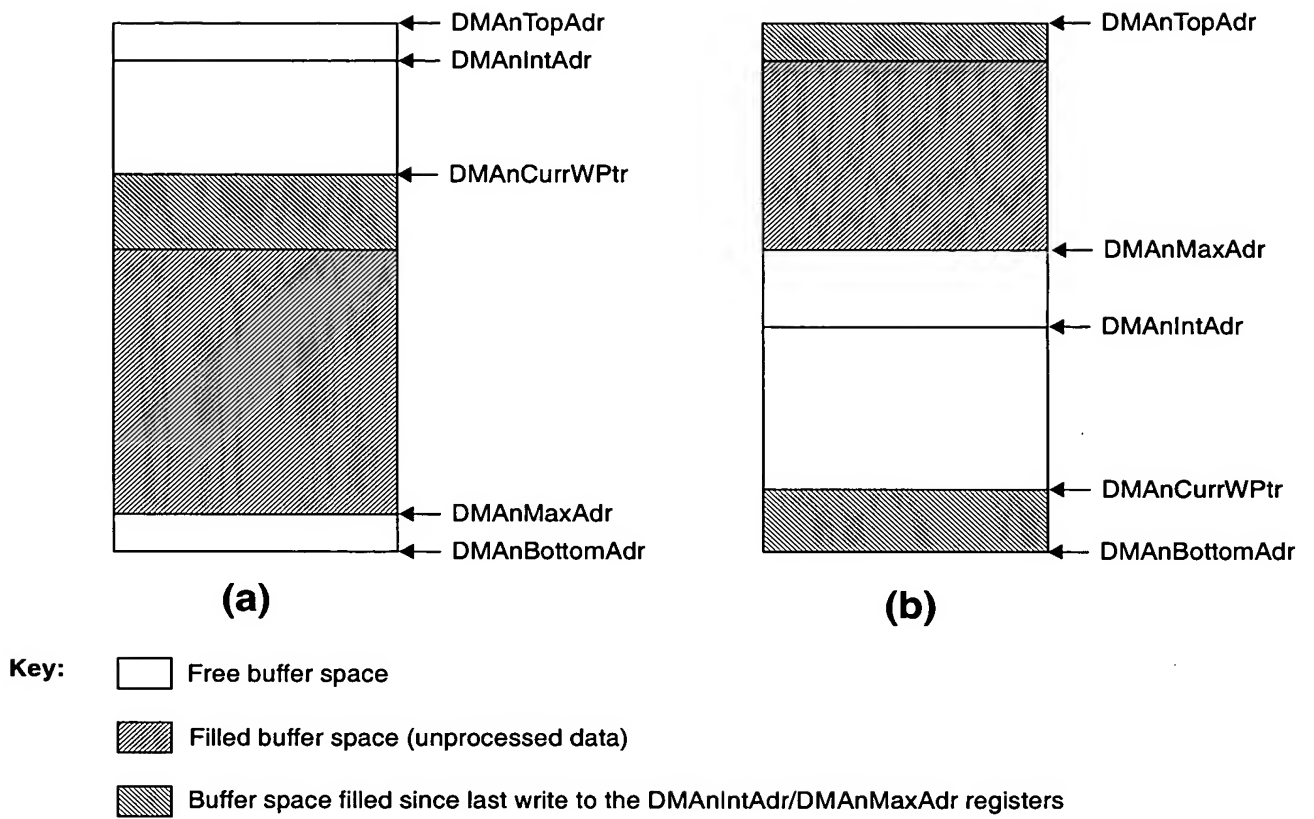 DMAnTopAdr
DMAnIntAdr
DMAnCurrWPtr
DMAnMaxAdr
DMAnBottomAdr
(a)
DMAnTopAdr
DMAnMaxAdr
DMAnIntAdr
DMAnCurrWPtr
DMAnBottomAdr
(b)
Key:
Free buffer space
Filled buffer space (unprocessed data)
Buffer space filled since last write to the DMAnIntAdr/DMAnMaxAdr registers